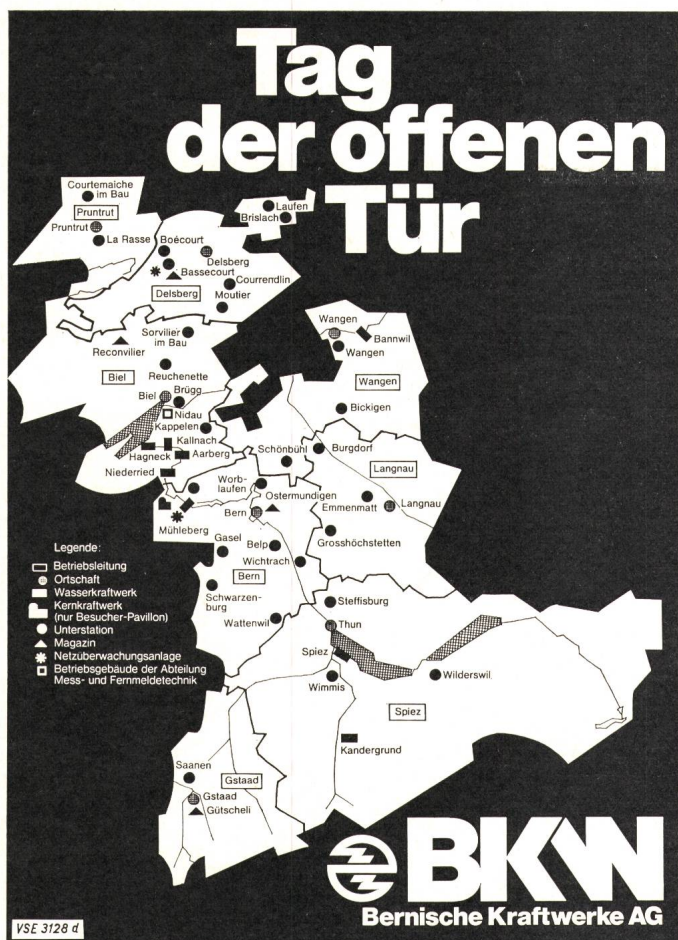 Tag
der offenen
Tür
Courtemaiche
im Bau
Pruntrut
Pruntrut
La Rasse
Boécourt
Delsberg
Bassecourt
Courrendlin
Delsberg
Moutier
Laufen
Brislach
Sorvilier
im Bau
Reconvilier
Biel
Reuchenette
Biel
Brügg
Nidau
Kappelen
Kallnach
Hagneck
Aarberg
Niederried
Wangen
Bannwil
Wangen
Wangen
Bickigen
Schönbühl
Burgdorf
Langnau
Emmenmatt
Langnau
Grosshöchstetten
Worb-
laufen
Ostermundigen
Bern
Mühleberg
Gasel
Belp
Wichtrach
Bern
Schwarzen-
burg
Wattenwil
Steffisburg
Thun
Spiez
Wilderswil
Wimmis
Spiez
Kandergrund
Saanen
Gstaad
Gstaad
Gütscheli
Legende:
Betriebsleitung
Ortschaft
Wasserkraftwerk
Kernkraftwerk
(nur Besucher-Pavillon)
Unterstation
Magazin
Netzüberwachungsanlage
Betriebsgebäude der Abteilung
Mess- und Fernmeldetechnik
BKW
Bernische Kraftwerke AG
VSE 3128 d